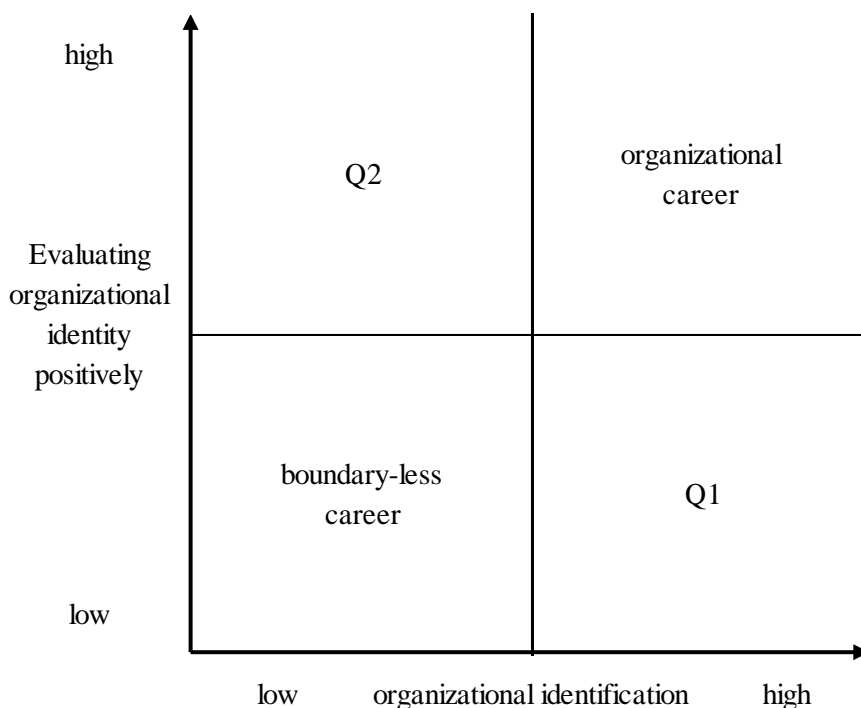 high
Q2
organizational
career
Evaluating
organizational
identity
positively
boundary-less
career
Q1
low
low organizational identification high